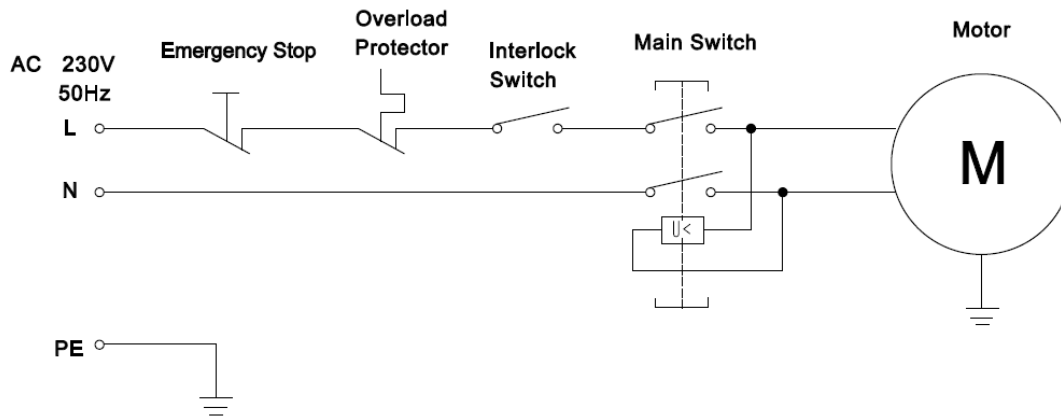 AC 230V
50Hz
L
N
PE
Emergency Stop
Overload
Protector
Interlock
Switch
Main Switch
U<
Motor
M